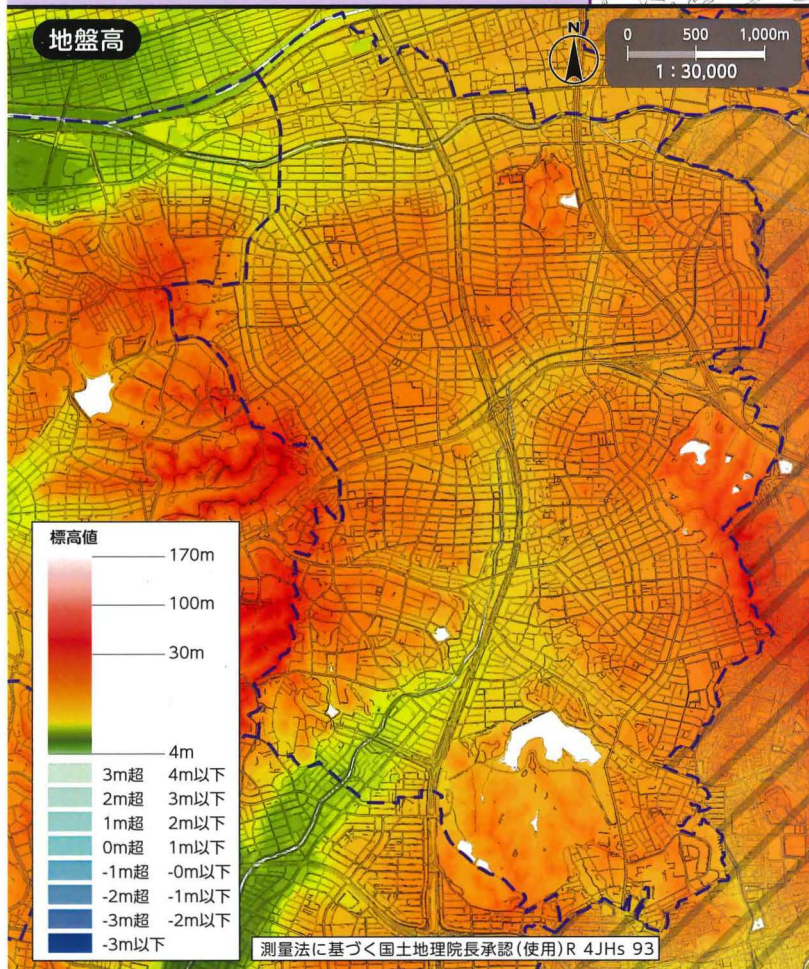 地盤高
N
0 500 1,000m
1：30,000
標高値
170m
100m
30m
4m
3m超 4m以下
2m超 3m以下
1m超 2m以下
0m超 1m以下
-1m超 -0m以下
-2m超 -1m以下
-3m超 -2m以下
-3m以下
測量法に基づく国土地理院長承認（使用）R 4JHs 93